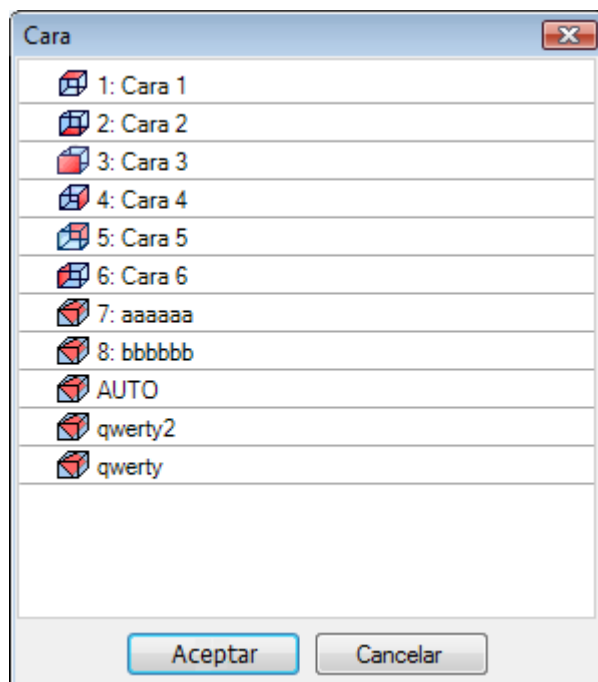 Cara
1: Cara 1
2: Cara 2
3: Cara 3
4: Cara 4
5: Cara 5
6: Cara 6
7: aaaaaa
8: bbbbbb
AUTO
qwerty2
qwerty
Aceptar
Cancelar